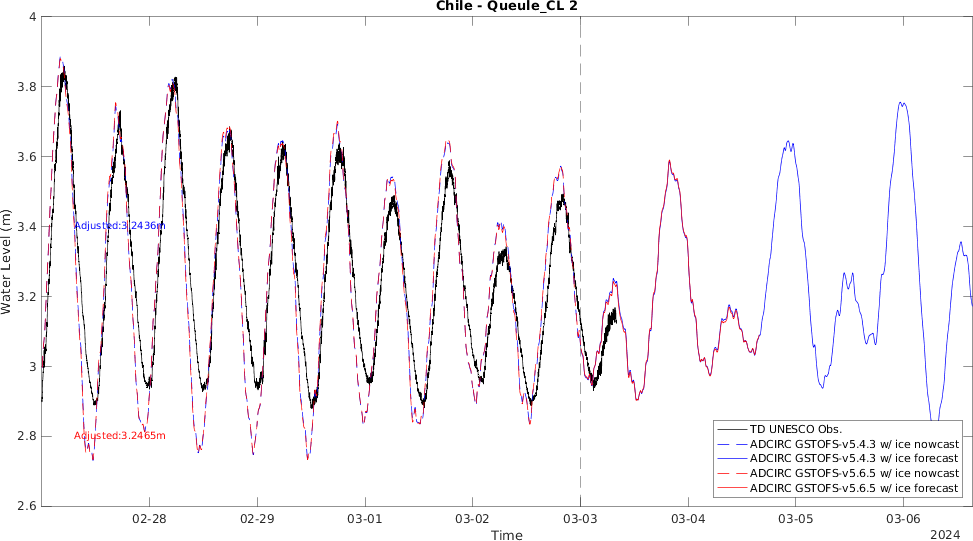 Chile - Queule_CL 2
Water Level (m)
4
3.8
3.6
3.4
3.2
3
2.8
2.6
Adjusted:3.2436m
Adjusted:3.2465m
TD UNESCO Obs.
ADCIRC GSTOFS-v5.4.3 w/ ice nowcast
ADCIRC GSTOFS-v5.4.3 w/ ice forecast
ADCIRC GSTOFS-v5.6.5 w/ ice nowcast
ADCIRC GSTOFS-v5.6.5 w/ ice forecast
02-28 02-29 03-01 03-02 03-03 03-04 03-05 03-06
2024
Time